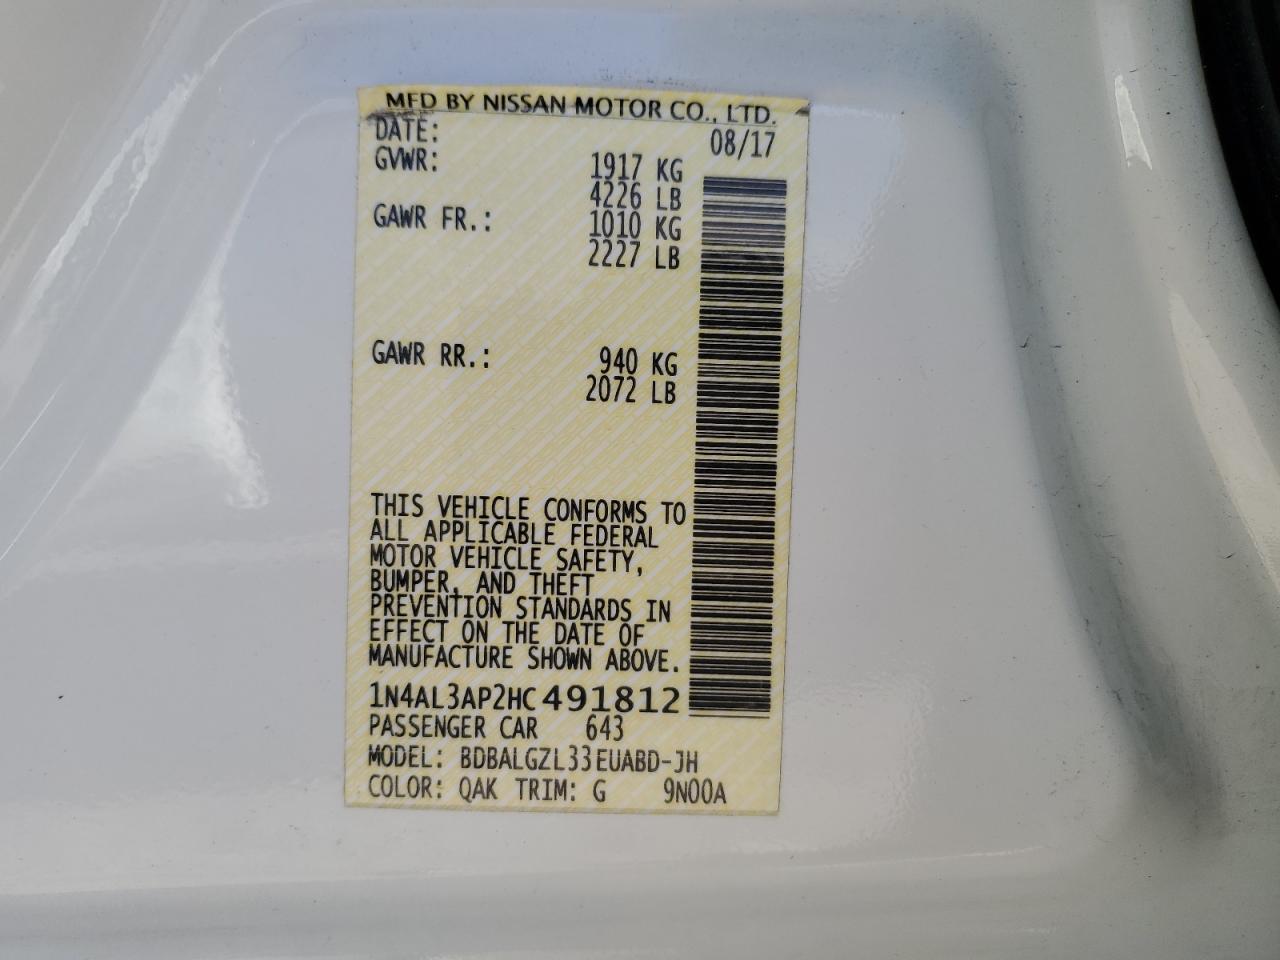 MFD BY NISSAN MOTOR CO., LTD.
DATE: 08/17
GVWR: 1917 KG
4226 LB
GAWR FR.: 1010 KG
2227 LB
GAWR RR.: 940 KG
2072 LB
THIS VEHICLE CONFORMS TO
ALL APPLICABLE FEDERAL
MOTOR VEHICLE SAFETY,
BUMPER, AND THEFT
PREVENTION STANDARDS IN
EFFECT ON THE DATE OF
MANUFACTURE SHOWN ABOVE.
1N4AL3AP2HC491812
PASSENGER CAR 643
MODEL: BDBALGZL33EUABD-JH
COLOR: QAK TRIM: G 9N00A